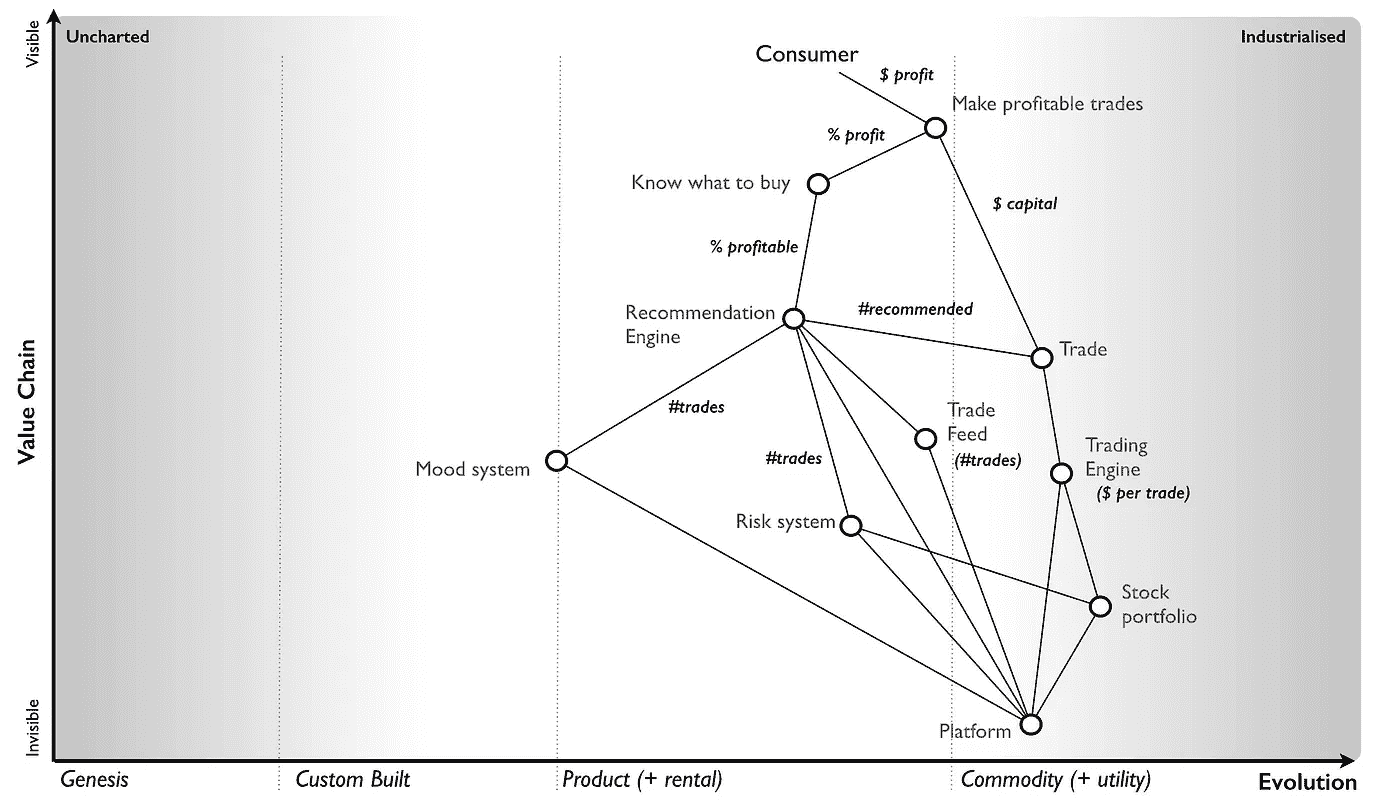 Visible
Uncharted
Industrialised
Consumer
$ profit
Make profitable trades
% profit
Know what to buy
$ capital
% profitable
Recommendation
Engine
#recommended
Trade
#trades
Trade
Feed
(#trades)
Value Chain
Mood system
#trades
Trading
Engine
($ per trade)
Risk system
Stock
portfolio
Invisible
Platform
Genesis
Custom Built
Product (+ rental)
Commodity (+ utility)
Evolution